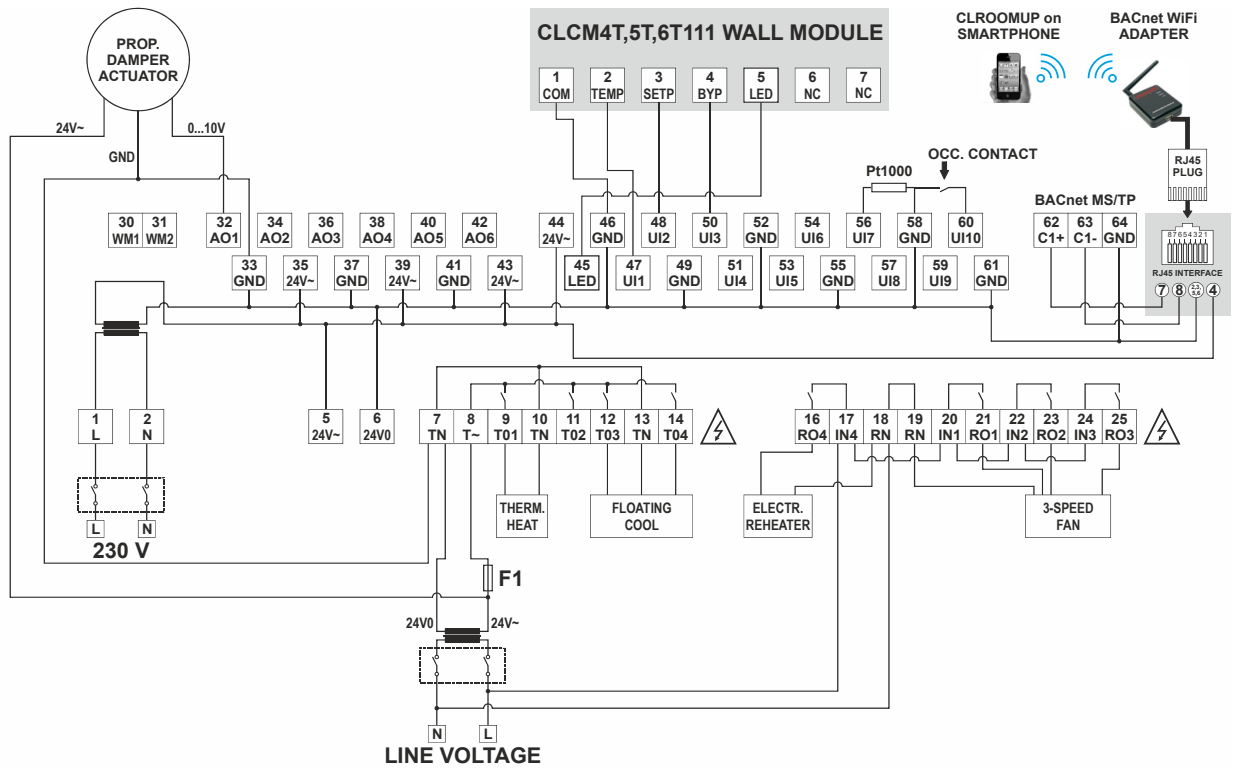 CLCM4T,5T,6T111 WALL MODULE
1 2 3 4 5 6 7
COM TEMP SETP BYP LED NC NC
CLROOMUP on
SMARTPHONE
BACnet WiFi
ADAPTER
PROP.
DAMPER
ACTUATOR
24V~
0...10V
GND
OCC. CONTACT
Pt1000
RJ45
PLUG
BACnet MS/TP
30 31 32 34 36 38 40 42 44 46 48 50 52 54 56 58 60 62 63 64
WM1 WM2 AO1 AO2 AO3 AO4 AO5 AO6 24V~ GND UI2 UI3 GND UI6 UI7 GND UI10 C1+ C1- GND
87654321
33 35 37 39 41 43 45 47 49 51 53 55 57 59 61
GND 24V~ GND 24V~ GND 24V~ LED UI1 GND UI4 UI5 GND UI8 UI9 GND
RJ45 INTERFACE
7 8 2,3, 5,6 4
1 2 5 6 7 8 9 10 11 12 13 14
L N 24V~ 24V0 TN T~ T01 TN T02 T03 TN T04
16 17 18 19 20 21 22 23 24 25
RO4 IN4 RN RN IN1 RO1 IN2 RO2 IN3 RO3
THERM.
HEAT
FLOATING
COOL
ELECTR.
REHEATER
3-SPEED
FAN
L N
230 V
F1
24V0 24V~
N L
LINE VOLTAGE